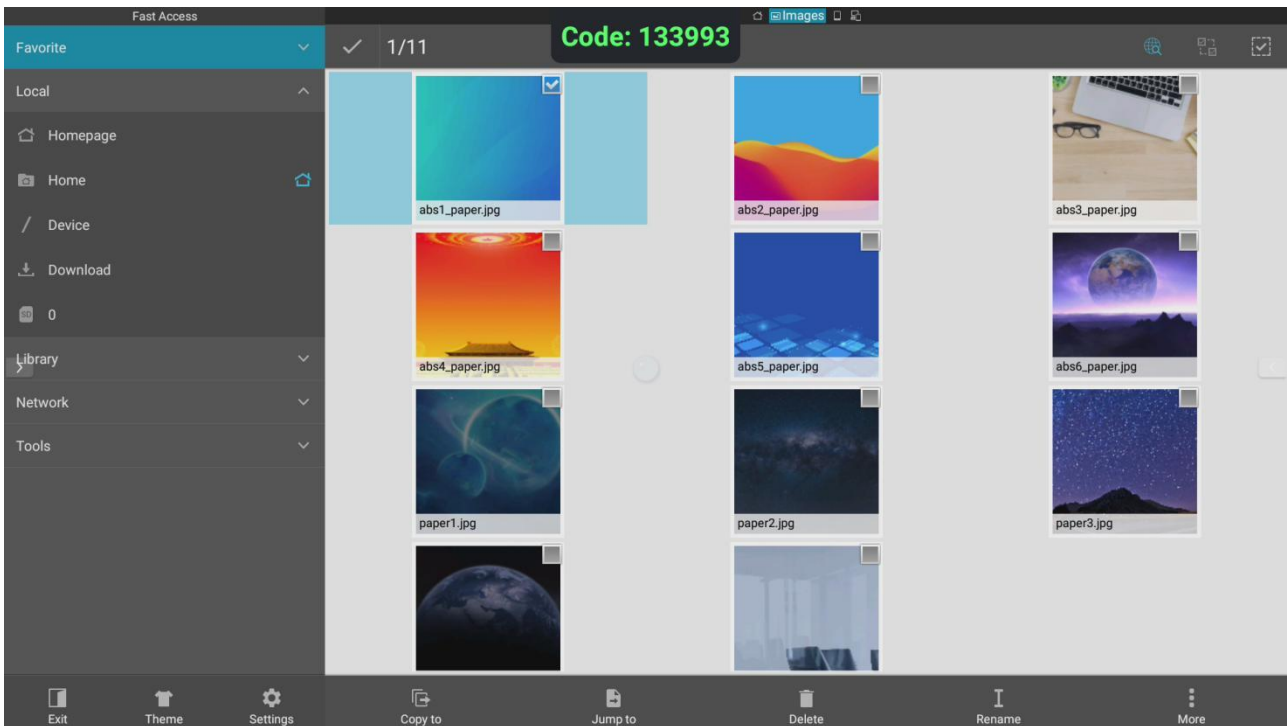 Fast Access
Images
Favorite
1/11
Code: 133993
Local
Homepage
Home
Device
Download
0
Library
Network
Tools
abs1_paper.jpg
abs2_paper.jpg
abs3_paper.jpg
abs4_paper.jpg
abs5_paper.jpg
abs6_paper.jpg
paper1.jpg
paper2.jpg
paper3.jpg
Exit
Theme
Settings
Copy to
Jump to
Delete
Rename
More